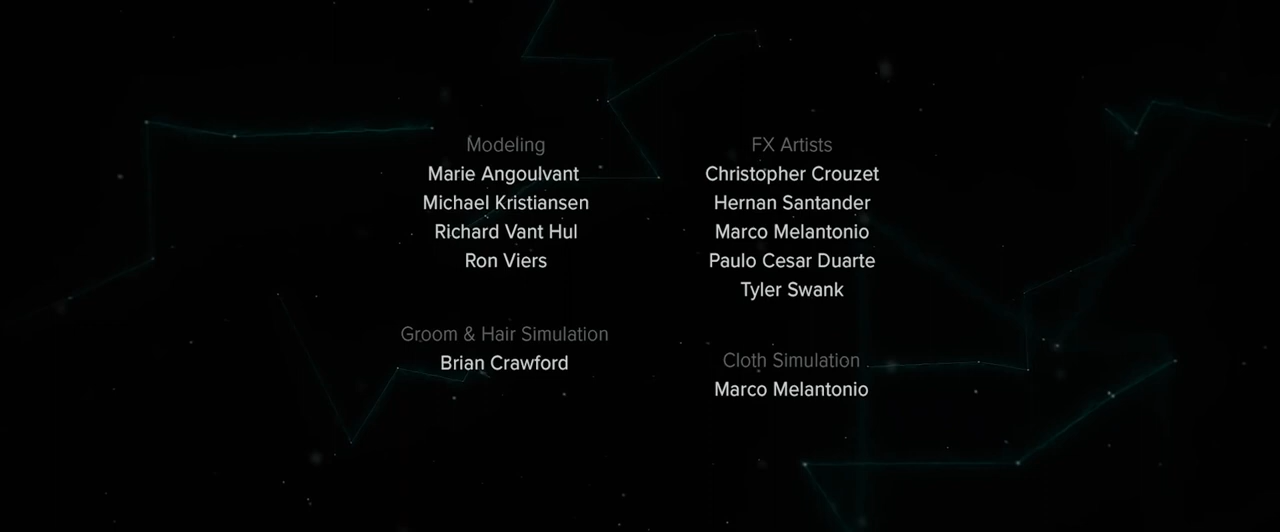 Modeling
Marie Angoulvant
Michael Kristiansen
Richard Vant Hul
Ron Viers
Groom & Hair Simulation
Brian Crawford
FX Artists
Christopher Crouzet
Hernan Santander
Marco Melantonio
Paulo Cesar Duarte
Tyler Swank
Cloth Simulation
Marco Melantonio